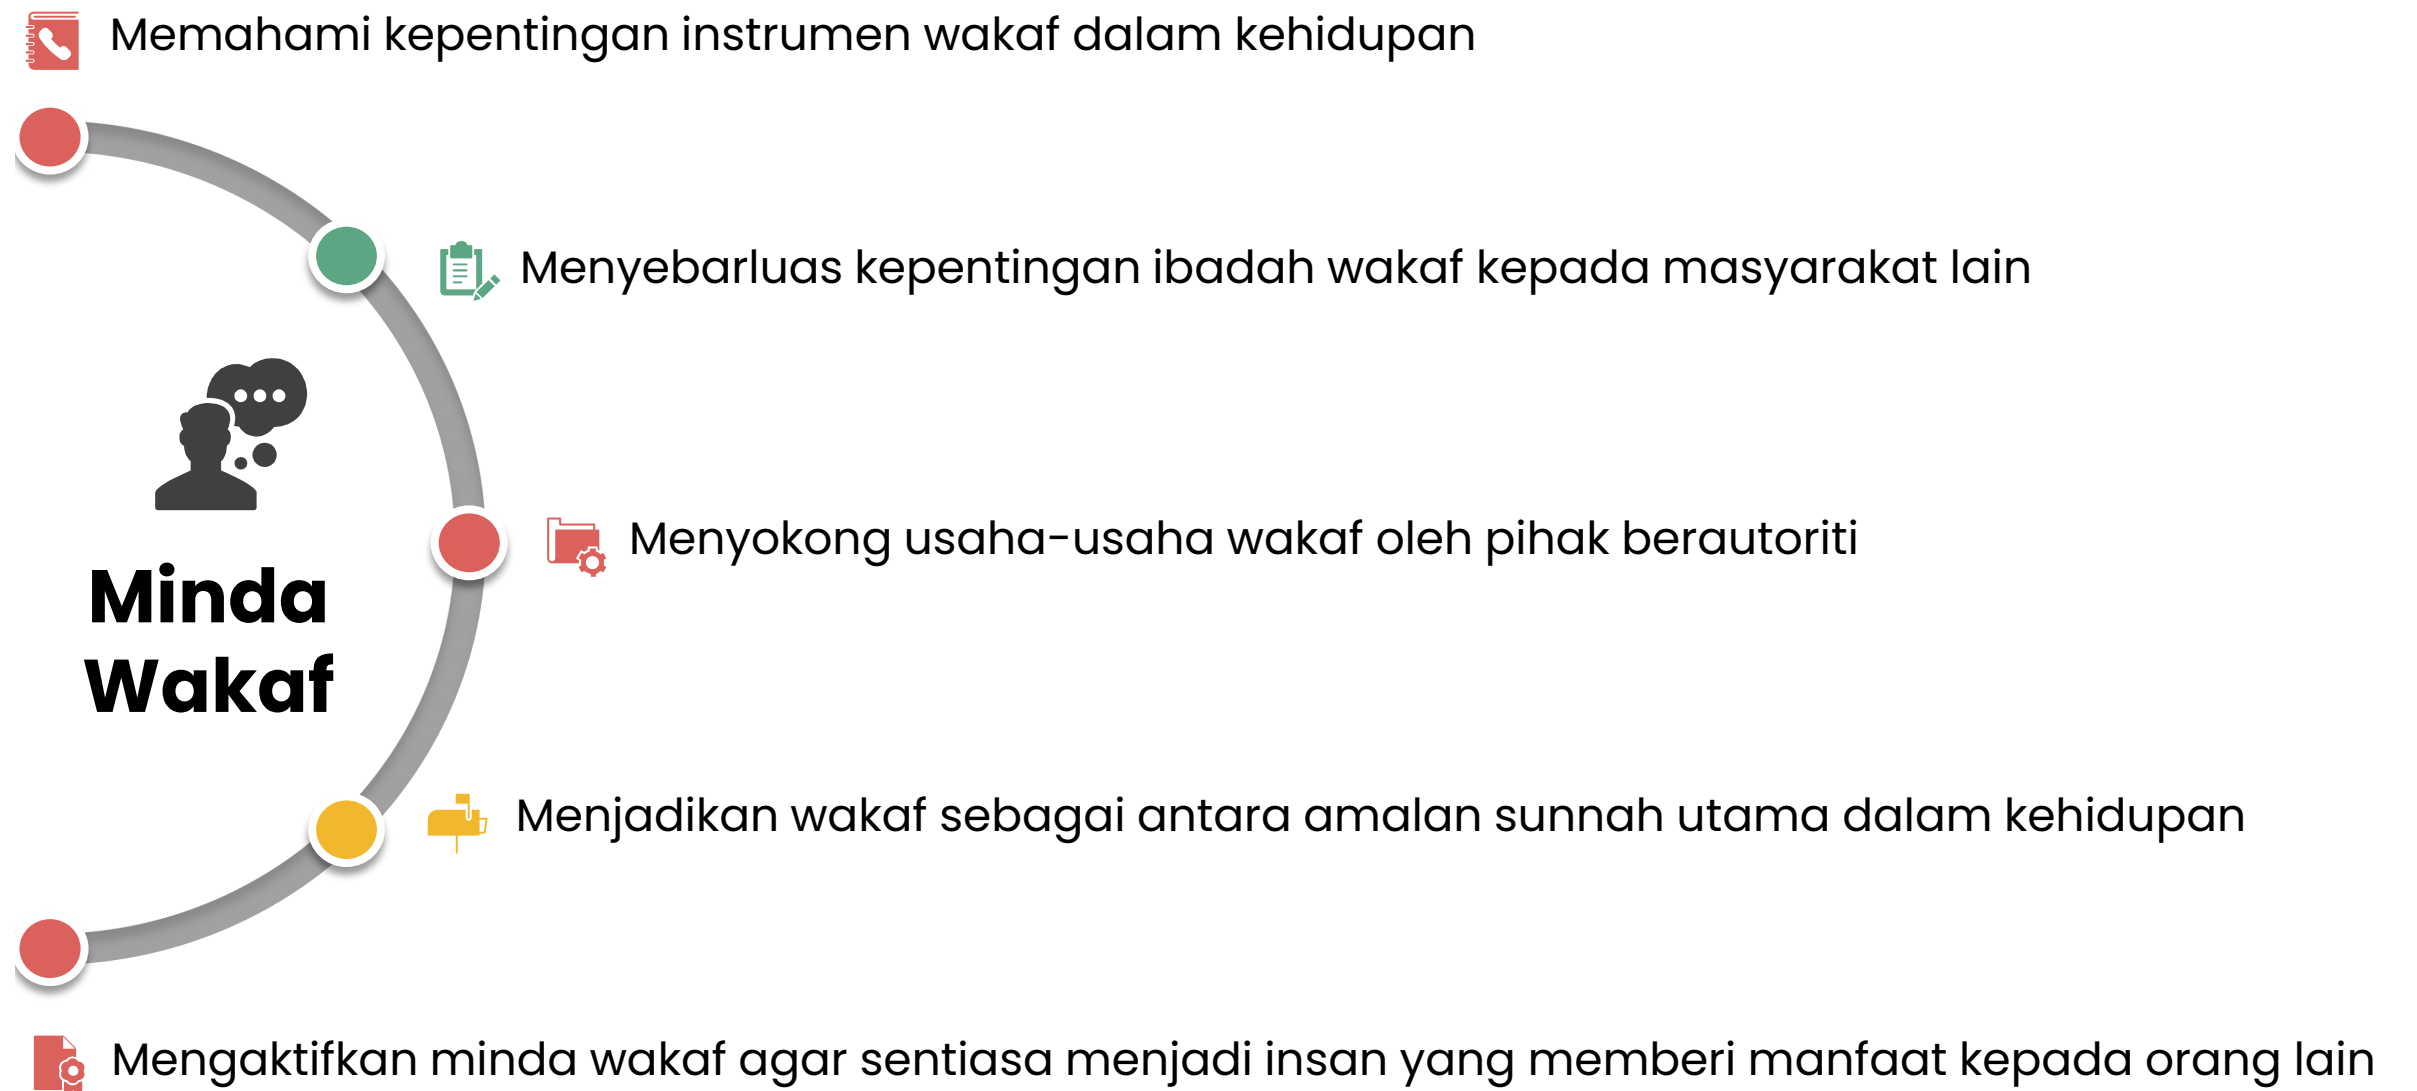 Memahami kepentingan instrumen wakaf dalam kehidupan
Menyebarluas kepentingan ibadah wakaf kepada masyarakat lain
Menyokong usaha-usaha wakaf oleh pihak berautoriti
Minda
Wakaf
Menjadikan wakaf sebagai antara amalan sunnah utama dalam kehidupan
Mengaktifkan minda wakaf agar sentiasa menjadi insan yang memberi manfaat kepada orang lain